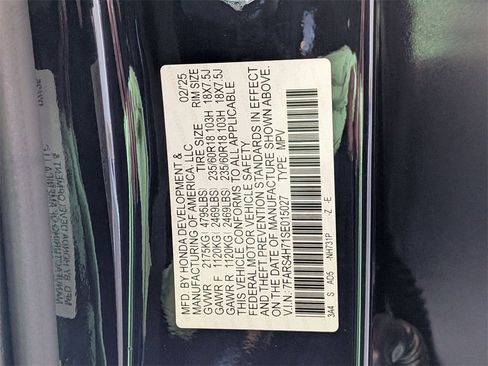 MFD. BY HONDA DEVELOPMENT &
MANUFACTURING OF AMERICA, LLC 02/25
TIRE SIZE RIM SIZE
GVWR 2175KG( 4795LBS)
GAWR F 1120KG( 2469LBS) 235/60R18 103H 18X7.5J
GAWR R 1120KG( 2469LBS) 235/60R18 103H 18X7.5J
THIS VEHICLE CONFORMS TO ALL APPLICABLE
FEDERAL MOTOR VEHICLE SAFETY
AND THEFT PREVENTION STANDARDS IN EFFECT
ON THE DATE OF MANUFACTURE SHOWN ABOVE.
V.I.N: 7FARS4H71SE015027 TYPE MPV
3A4 S AD5 NH731P - Z - E